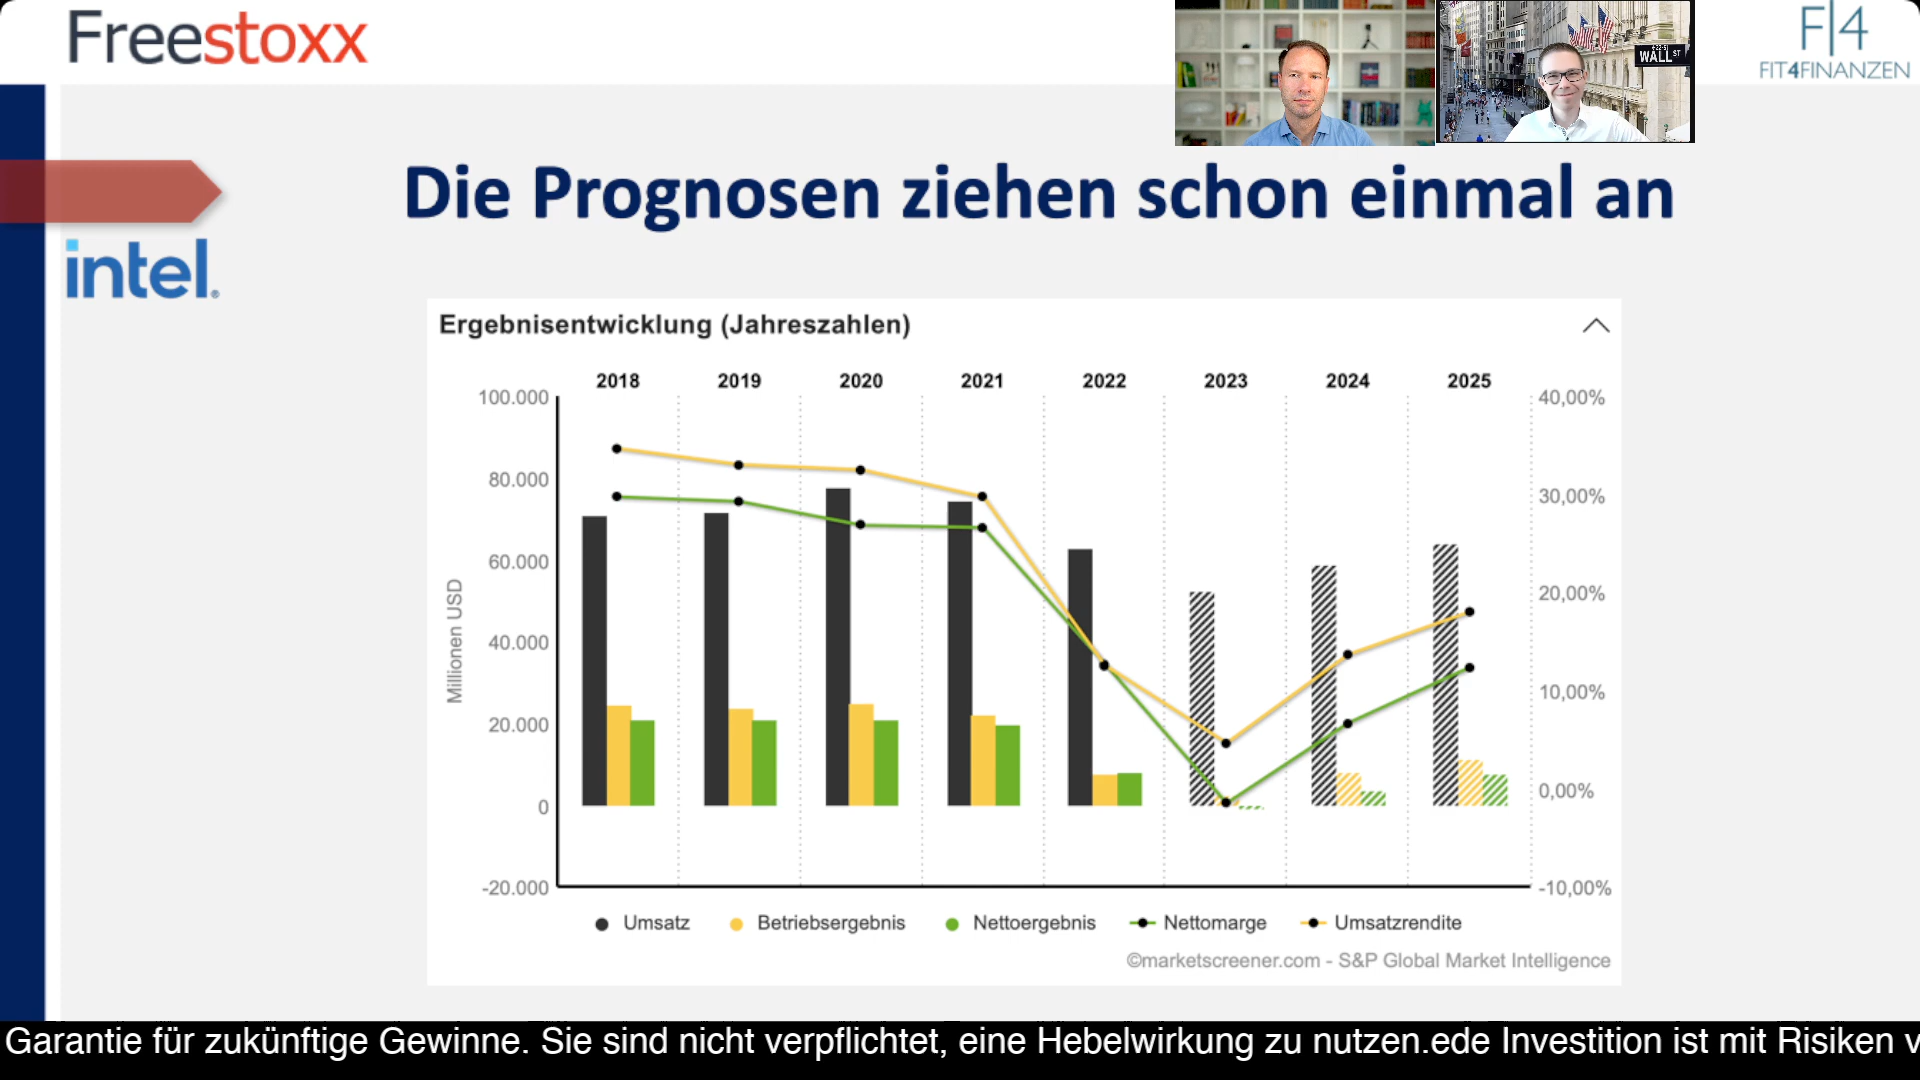 Freestoxx
WALL ST
F|4
FIT4FINANZEN
Die Prognosen ziehen schon einmal an
intel.
Ergebnisentwicklung (Jahreszahlen)
2018 2019 2020 2021 2022 2023 2024 2025
100.000 40,00%
80.000 30,00%
60.000 20,00%
40.000 10,00%
20.000 0,00%
0
-20.000 -10,00%
Millionen USD
Umsatz Betriebsergebnis Nettoergebnis Nettomarge Umsatzrendite
©marketscreener.com - S&P Global Market Intelligence
Garantie für zukünftige Gewinne. Sie sind nicht verpflichtet, eine Hebelwirkung zu nutzen.ede Investition ist mit Risiken v